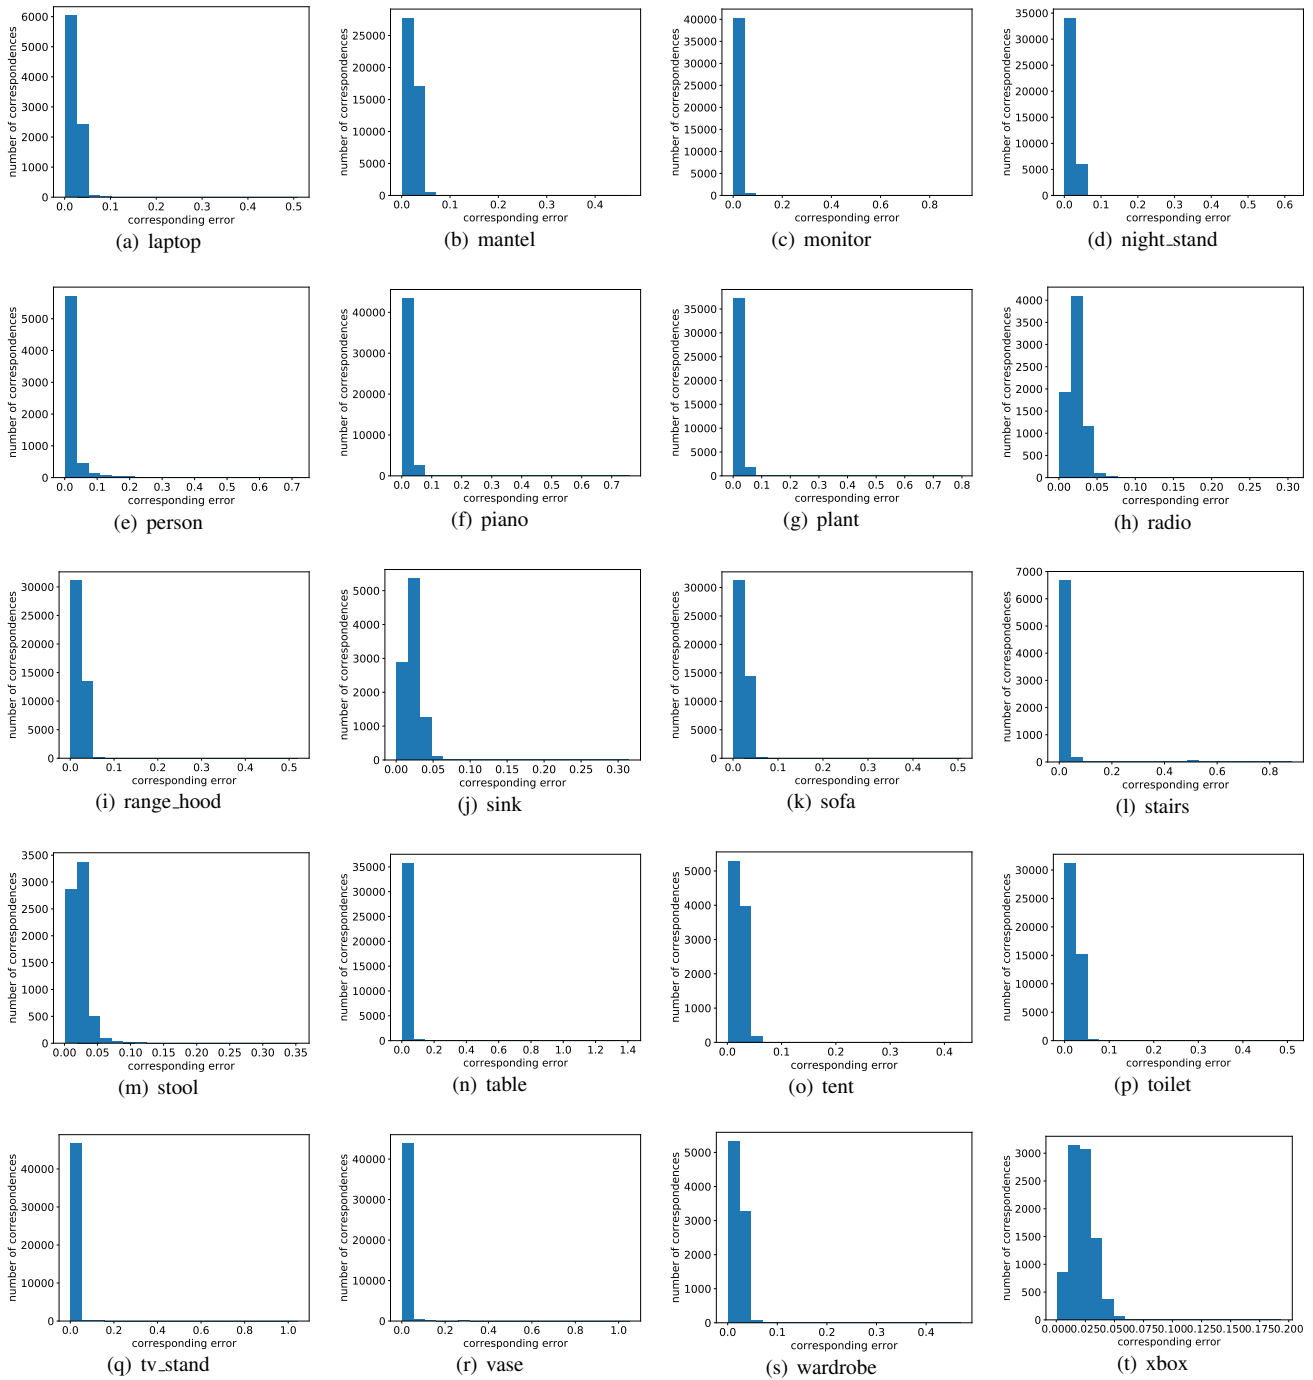 number of correspondences
6000
5000
4000
3000
2000
1000
0
0.0 0.1 0.2 0.3 0.4 0.5
corresponding error
(a) laptop
number of correspondences
25000
20000
15000
10000
5000
0
0.0 0.1 0.2 0.3 0.4
corresponding error
(b) mantel
number of correspondences
40000
35000
30000
25000
20000
15000
10000
5000
0
0.0 0.2 0.4 0.6 0.8
corresponding error
(c) monitor
number of correspondences
35000
30000
25000
20000
15000
10000
5000
0
0.0 0.1 0.2 0.3 0.4 0.5 0.6
corresponding error
(d) night_stand
number of correspondences
5000
4000
3000
2000
1000
0
0.0 0.1 0.2 0.3 0.4 0.5 0.6 0.7
corresponding error
(e) person
number of correspondences
40000
30000
20000
10000
0
0.0 0.1 0.2 0.3 0.4 0.5 0.6 0.7
corresponding error
(f) piano
number of correspondences
35000
30000
25000
20000
15000
10000
5000
0
0.0 0.1 0.2 0.3 0.4 0.5 0.6 0.7 0.8
corresponding error
(g) plant
number of correspondences
4000
3500
3000
2500
2000
1500
1000
500
0
0.00 0.05 0.10 0.15 0.20 0.25 0.30
corresponding error
(h) radio
number of correspondences
30000
25000
20000
15000
10000
5000
0
0.0 0.1 0.2 0.3 0.4 0.5
corresponding error
(i) range_hood
number of correspondences
5000
4000
3000
2000
1000
0
0.00 0.05 0.10 0.15 0.20 0.25 0.30
corresponding error
(j) sink
number of correspondences
30000
25000
20000
15000
10000
5000
0
0.0 0.1 0.2 0.3 0.4 0.5
corresponding error
(k) sofa
number of correspondences
7000
6000
5000
4000
3000
2000
1000
0
0.0 0.2 0.4 0.6 0.8
corresponding error
(l) stairs
number of correspondences
3500
3000
2500
2000
1500
1000
500
0
0.00 0.05 0.10 0.15 0.20 0.25 0.30 0.35
corresponding error
(m) stool
number of correspondences
35000
30000
25000
20000
15000
10000
5000
0
0.0 0.2 0.4 0.6 0.8 1.0 1.2 1.4
corresponding error
(n) table
number of correspondences
5000
4000
3000
2000
1000
0
0.0 0.1 0.2 0.3 0.4
corresponding error
(o) tent
number of correspondences
30000
25000
20000
15000
10000
5000
0
0.0 0.1 0.2 0.3 0.4 0.5
corresponding error
(p) toilet
number of correspondences
40000
30000
20000
10000
0
0.0 0.2 0.4 0.6 0.8 1.0
corresponding error
(q) tv_stand
number of correspondences
40000
30000
20000
10000
0
0.0 0.2 0.4 0.6 0.8 1.0
corresponding error
(r) vase
number of correspondences
5000
4000
3000
2000
1000
0
0.0 0.1 0.2 0.3 0.4
corresponding error
(s) wardrobe
number of correspondences
3000
2500
2000
1500
1000
500
0
0.000 0.025 0.050 0.075 0.100 0.125 0.150 0.175 0.200
corresponding error
(t) xbox